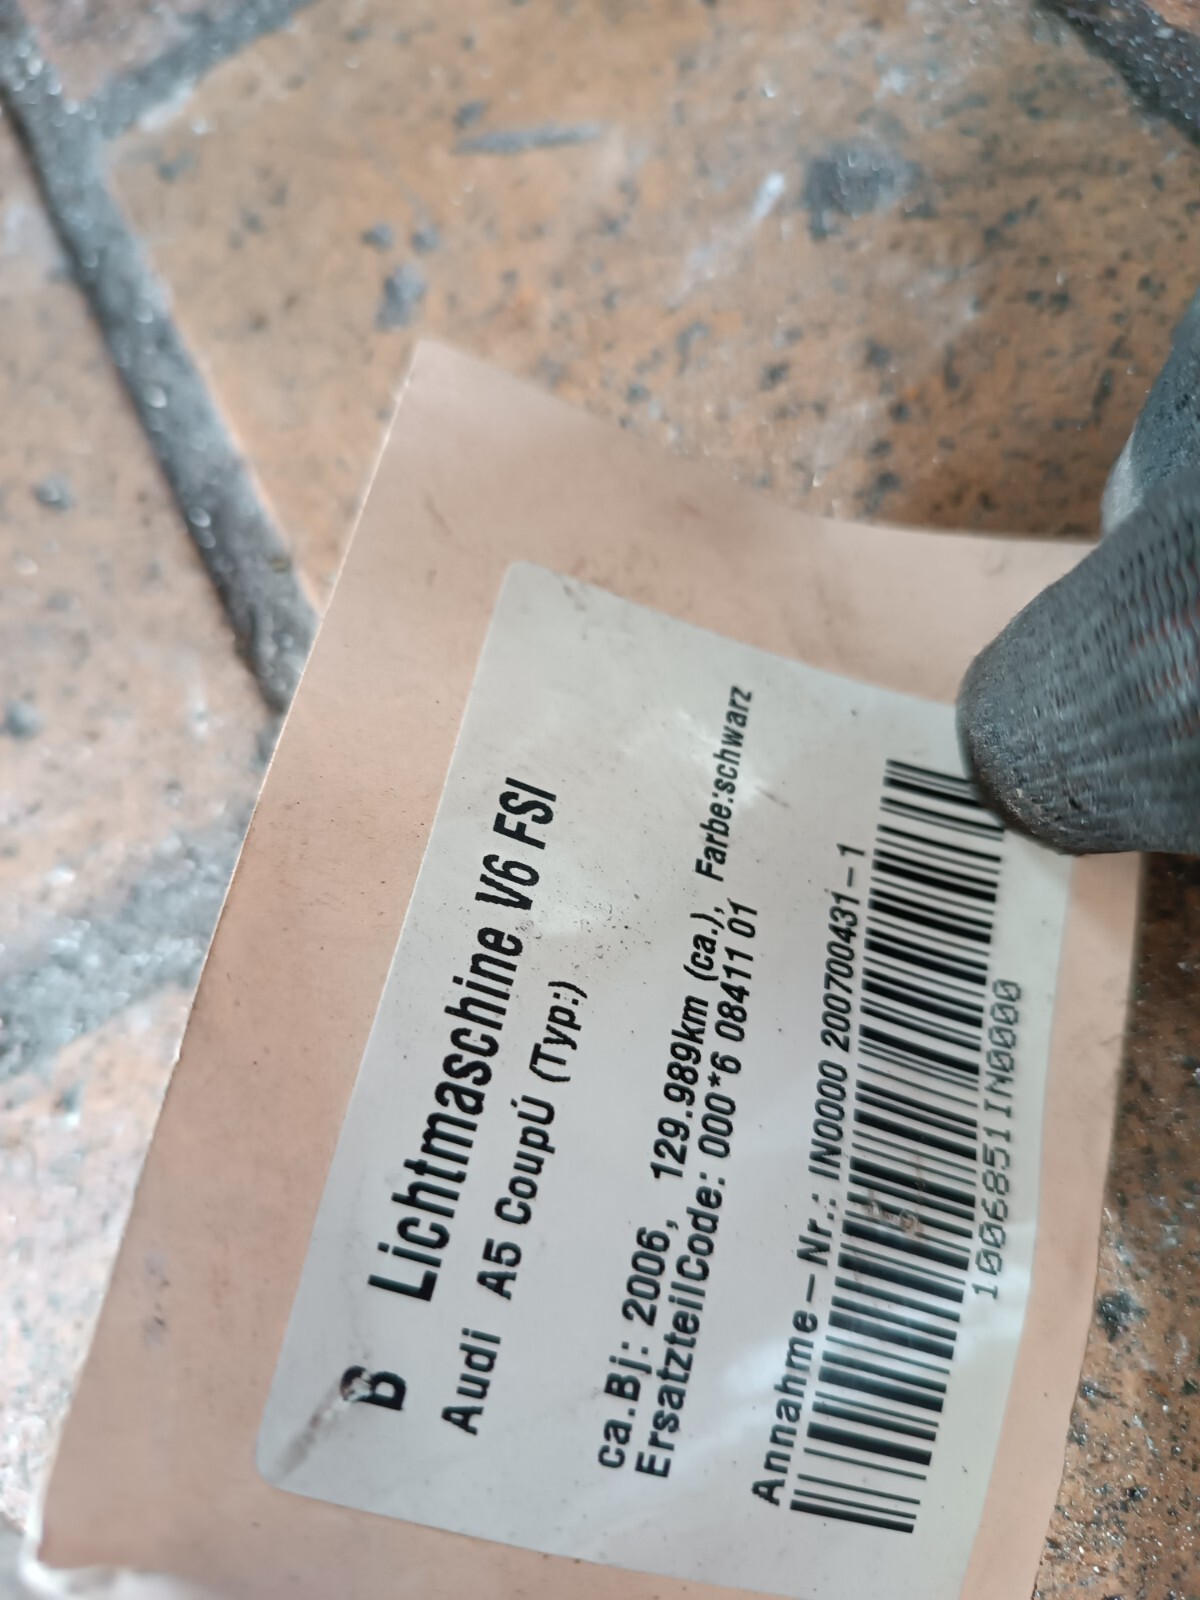 B Lichtmaschine V6 FSI
Audi A5 CoupÚ (Typ:)
ca.Bj: 2006, 129.989km (ca.), Farbe:schwarz
ErsatzteilCode: 000*6 08411 01
Annahme-Nr.: IN0000 200700431-1
1006851IN0000